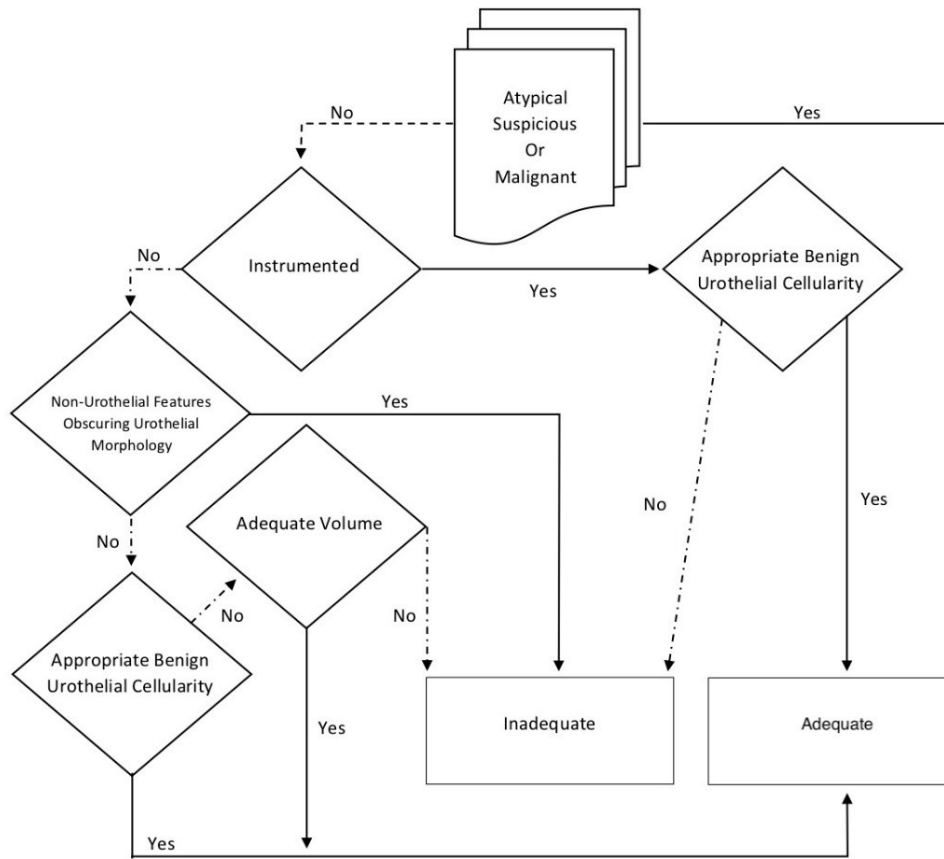 Atypical
Suspicious
Or
Malignant
No
Yes
Instrumented
No
Yes
Appropriate Benign
Urothelial Cellularity
Non-Urothelial Features
Obscuring Urothelial
Morphology
Yes
No
Adequate Volume
No
No
Yes
No
Appropriate Benign
Urothelial Cellularity
Yes
Inadequate
Adequate
Yes